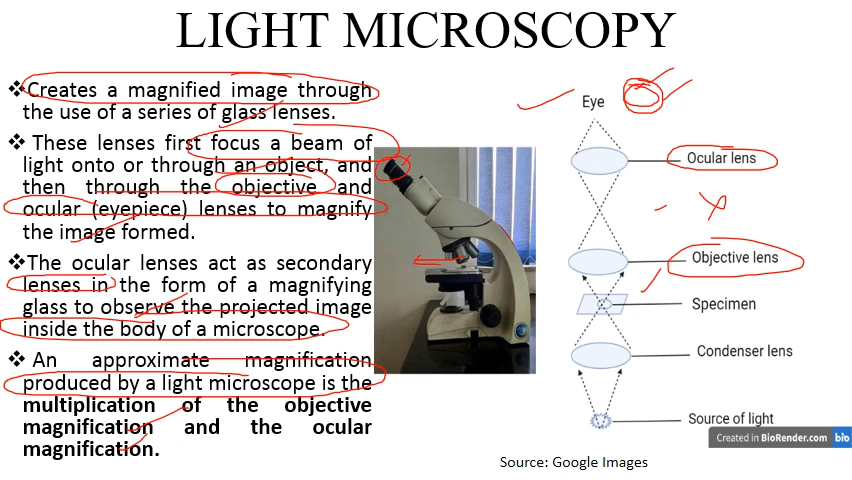 LIGHT MICROSCOPY
❖Creates a magnified image through
the use of a series of glass lenses.
❖ These lenses first focus a beam of
light onto or through an object, and
then through the objective and
ocular (eyepiece) lenses to magnify
the image formed.
❖The ocular lenses act as secondary
lenses in the form of a magnifying
glass to observe the projected image
inside the body of a microscope.
❖ An approximate magnification
produced by a light microscope is the
multiplication of the objective
magnification and the ocular
magnification.
Eye
Ocular lens
Objective lens
Specimen
Condenser lens
Source of light
Created in BioRender.com bio
Source: Google Images